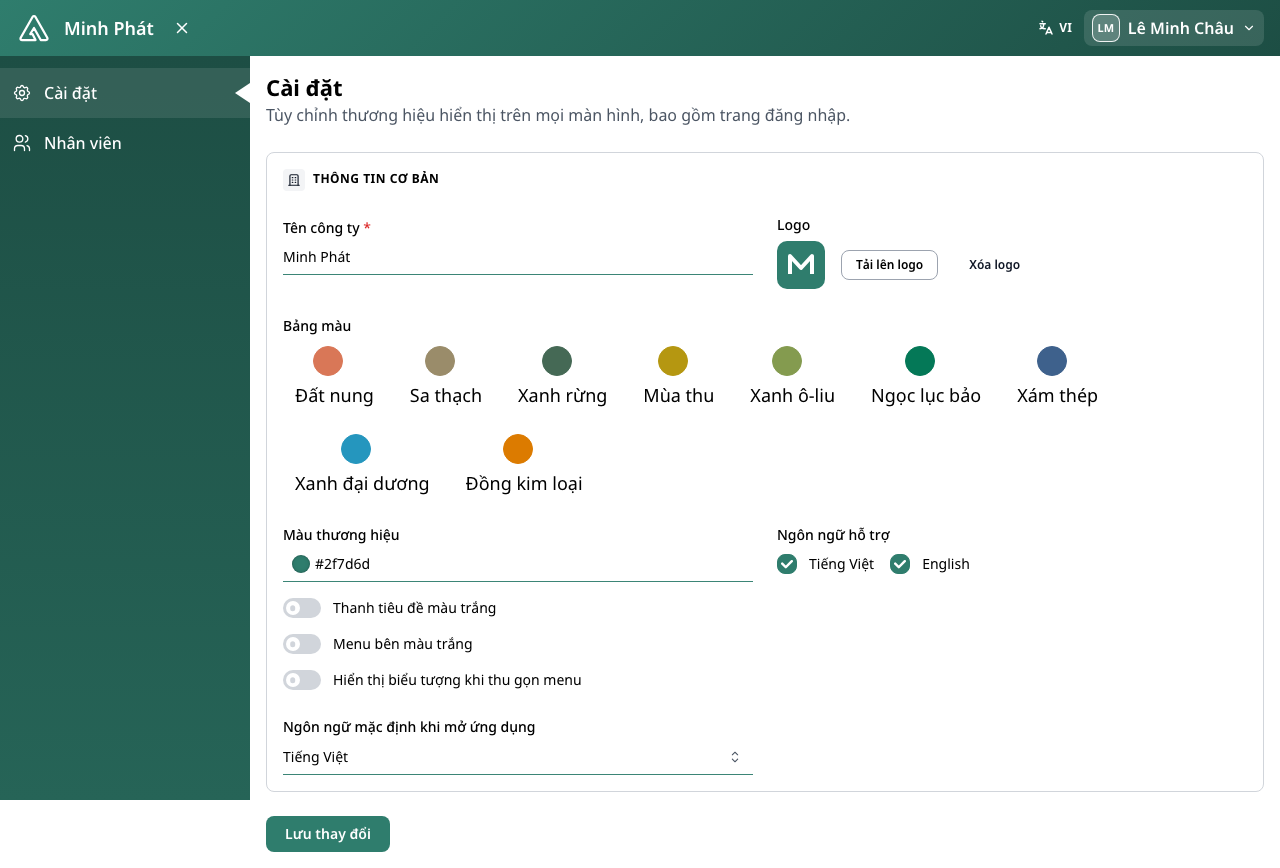 Minh Phát
VI
LM
Lê Minh Châu
Cài đặt
Nhân viên
Cài đặt
Tùy chỉnh thương hiệu hiển thị trên mọi màn hình, bao gồm trang đăng nhập.
THÔNG TIN CƠ BẢN
Tên công ty *
Minh Phát
Logo
M
Tải lên logo
Xóa logo
Bảng màu
Đất nung
Sa thạch
Xanh rừng
Mùa thu
Xanh ô-liu
Ngọc lục bảo
Xám thép
Xanh đại dương
Đồng kim loại
Màu thương hiệu
#2f7d6d
Ngôn ngữ hỗ trợ
Tiếng Việt
English
Thanh tiêu đề màu trắng
Menu bên màu trắng
Hiển thị biểu tượng khi thu gọn menu
Ngôn ngữ mặc định khi mở ứng dụng
Tiếng Việt
Lưu thay đổi